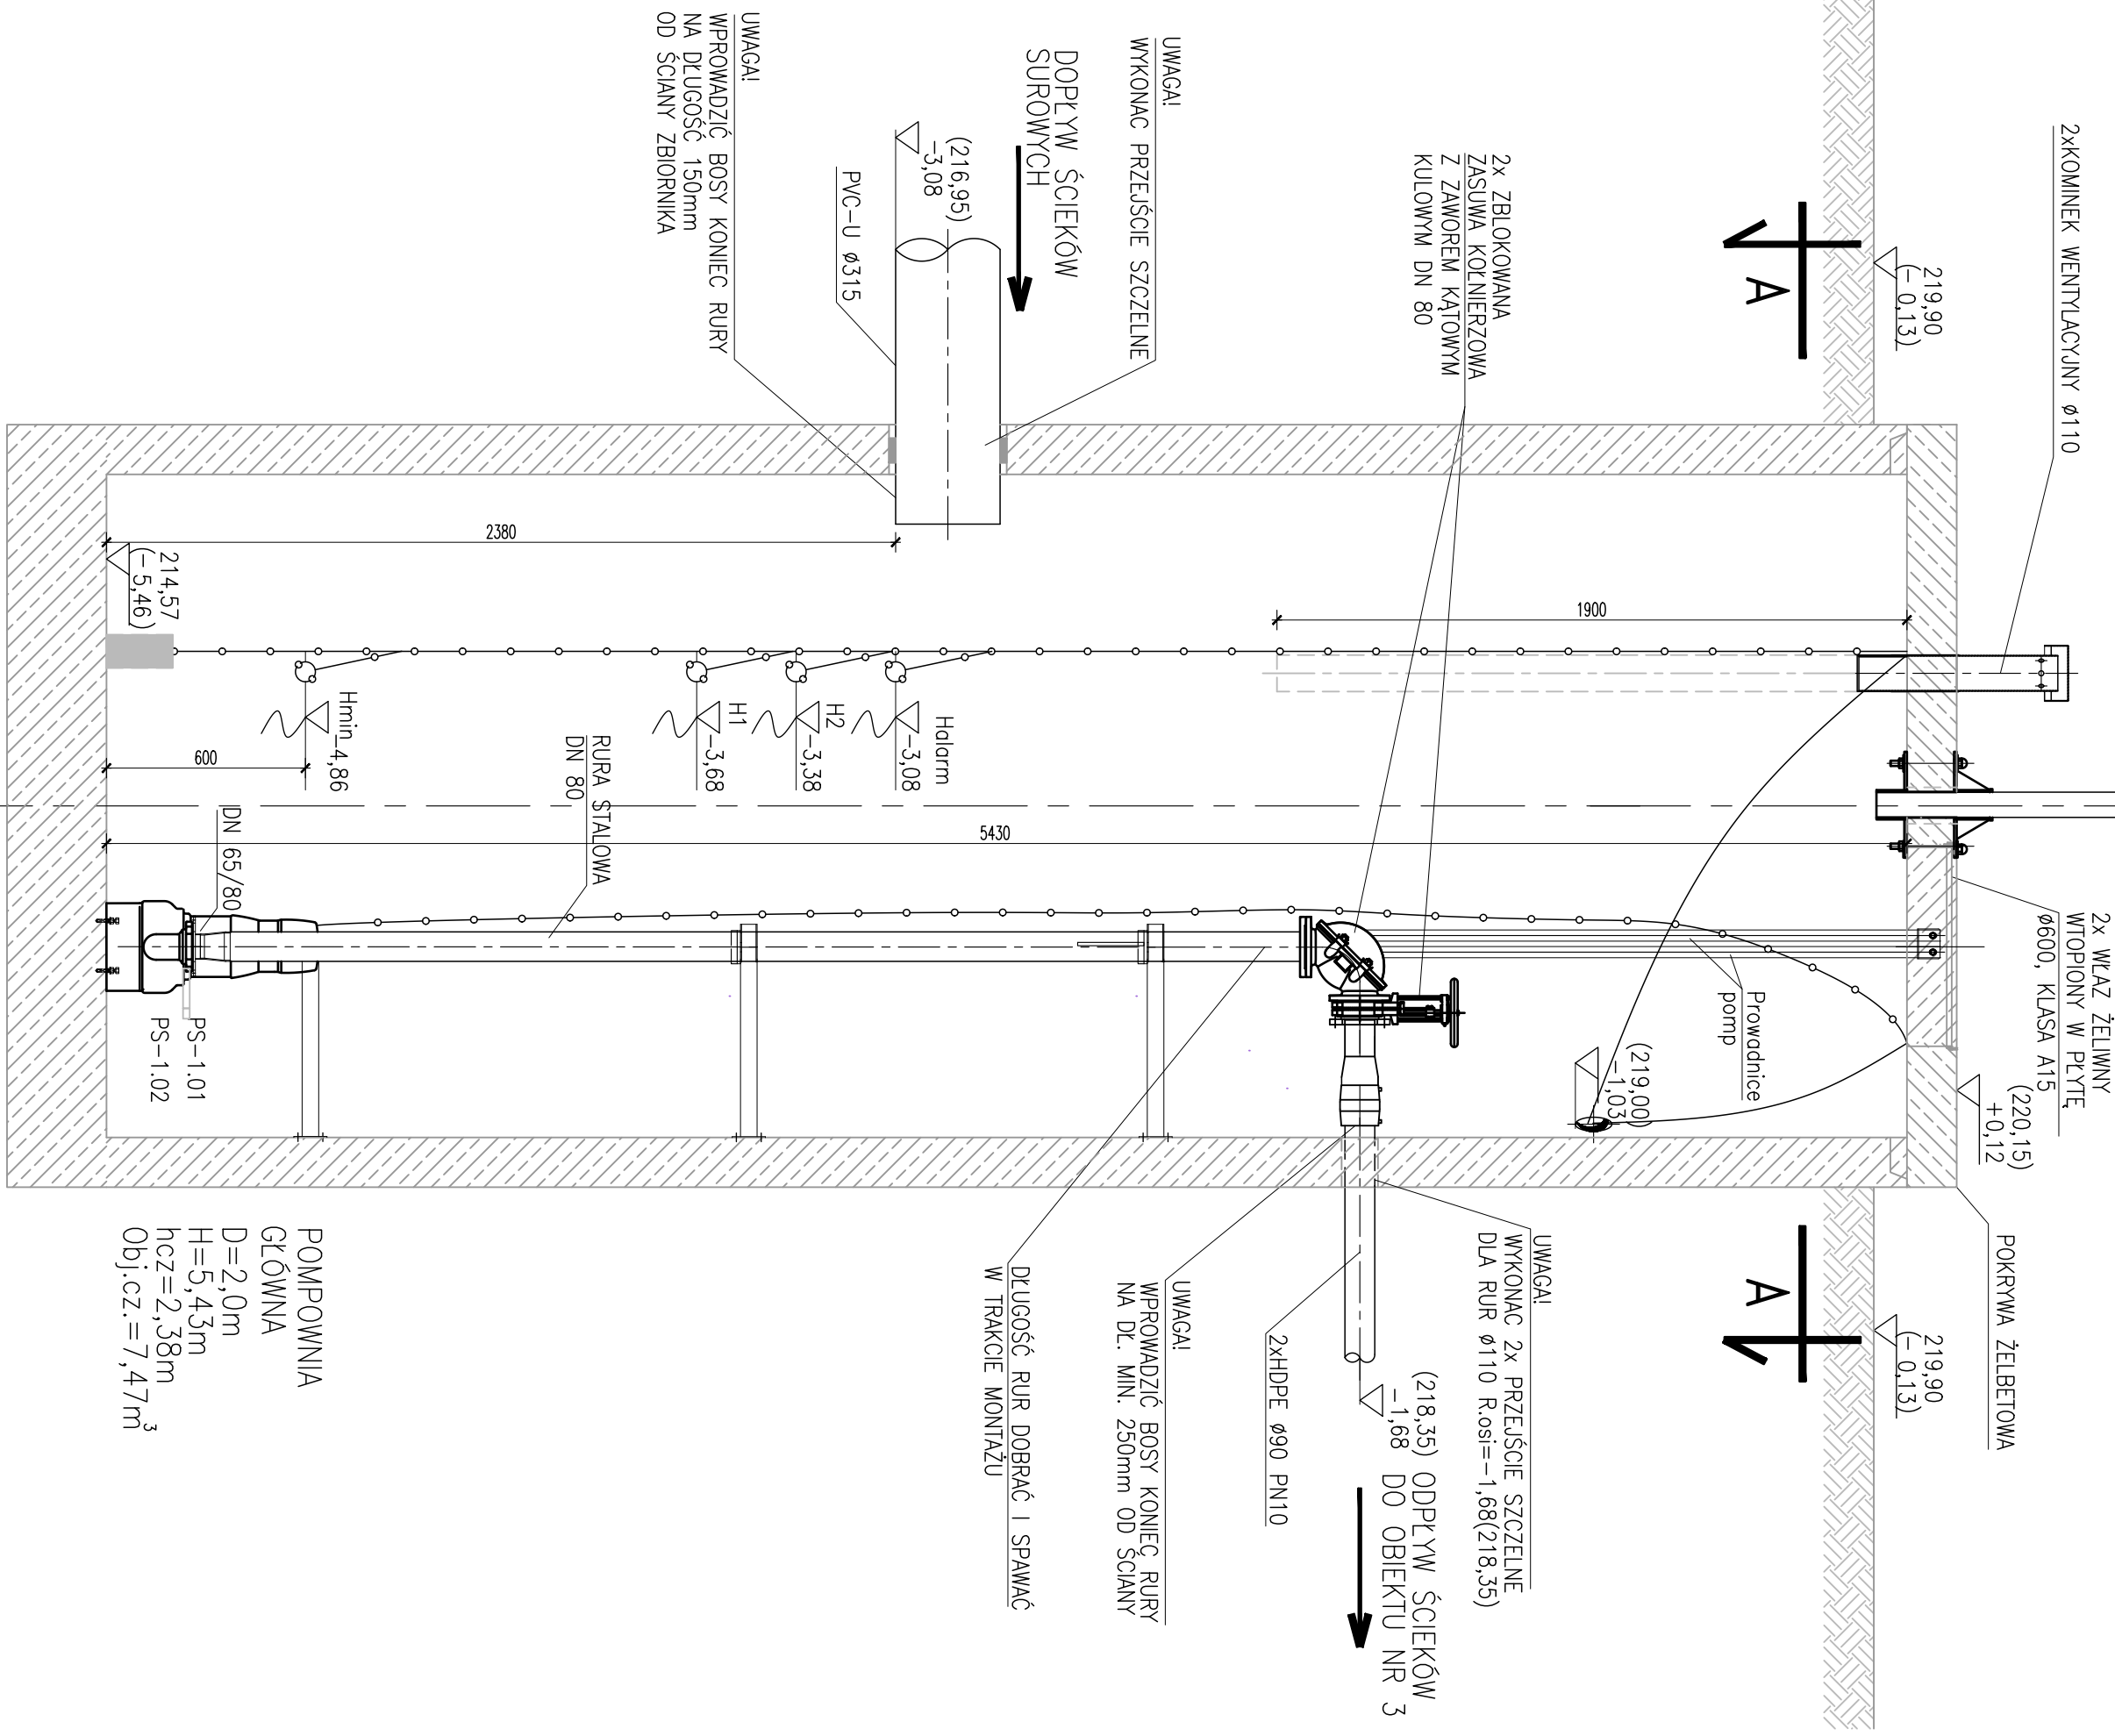 2xKOMINEK WENTYLACYJNY ø110
219,90
(- 0,13)
A
2x WŁAZ ŻELIWNY
WTOPIONY W PŁYTĘ
ø600, KLASA A15
(220,15)
+0,12
POKRYWA ŻELBETOWA
219,90
(- 0,13)
A
2x ZBLOKOWANA
ZASUWA KOŁNIERZOWA
Z ZAWOREM KĄTOWYM
KULOWYM DN 80
1900
Prowadnice
pomp
(219,00)
-1,03
UWAGA!
WYKONAC 2x PRZEJŚCIE SZCZELNE
DLA RUR ø110 R.osi=-1,68(218,35)
(218,35)
-1,68
ODPŁYW ŚCIEKÓW
DO OBIEKTU NR 3
2xHDPE ø90 PN10
UWAGA!
WPROWADZIĆ BOSY KONIEC RURY
NA DŁ. MIN. 250mm OD ŚCIANY
DŁUGOŚĆ RUR DOBRAĆ I SPAWAĆ
W TRAKCIE MONTAŻU
UWAGA!
WYKONAC PRZEJŚCIE SZCZELNE
DOPŁYW ŚCIEKÓW
SUROWYCH
(216,95)
-3,08
PVC-U ø315
UWAGA!
WPROWADZIĆ BOSY KONIEC RURY
NA DŁUGOŚĆ 150mm
OD ŚCIANY ZBIORNIKA
5430
2380
Halarm
-3,08
H2
-3,38
H1
-3,68
Hmin
-4,86
600
214,57
(- 5,46)
RURA STALOWA
DN 80
DN 65/80
PS-1.01
PS-1.02
POMPOWNIA
GŁÓWNA
D=2,0m
H=5,43m
hcz=2,38m
Obj.cz.=7,47m³